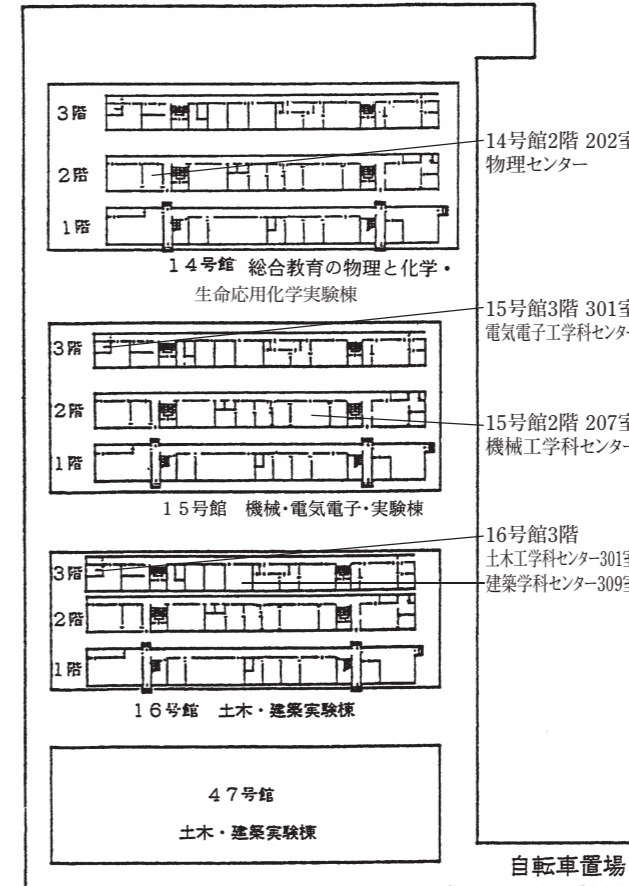 3階
14号館2階 202室
物理センター
2階
1階
14号館 総合教育の物理と化学・
生命応用化学実験棟
15号館3階 301室
電気電子工学科センター
3階
2階
15号館2階 207室
機械工学科センター
1階
15号館 機械・電気電子・実験棟
16号館3階
土木工学科センター301室
建築学科センター309室
3階
2階
1階
16号館 土木・建築実験棟
47号館
土木・建築実験棟
自転車置場